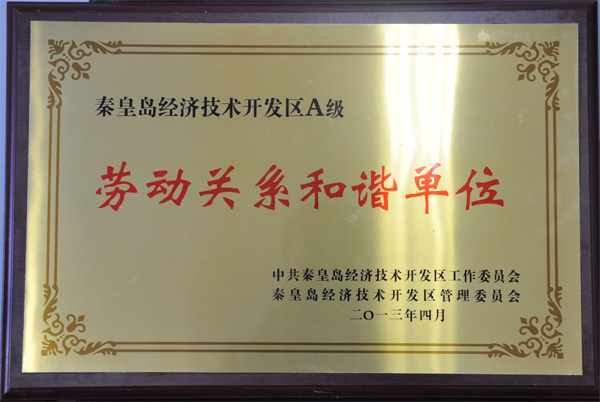 秦皇岛经济技术开发区A级
劳动关系和谐单位
中共秦皇岛经济技术开发区工作委员会
秦皇岛经济技术开发区管理委员会
二〇一三年四月